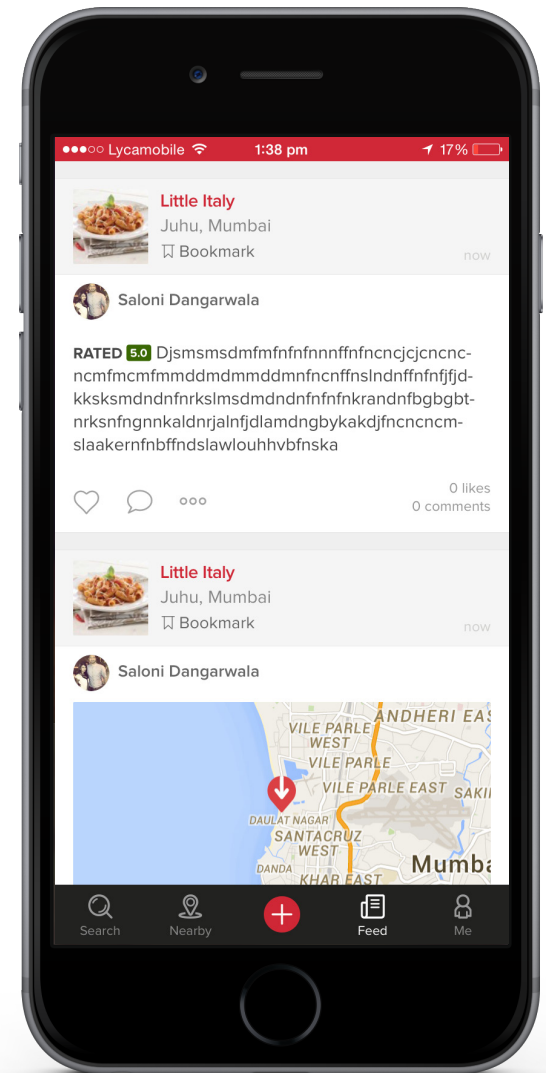 Lycamobile 1:38 pm 17%
Little Italy
Juhu, Mumbai
Bookmark
now
Saloni Dangarwala
RATED 5.0 Djsmsmsdmfmfnfnfnnnffnfncncjcjcncnc-
ncmfmcmfmmddmdmmddmnfncnffnslndnffnfnfjfjd-
kksksmdndnfnrkslmsdmdndnfnfnfnkrandnfbgbgbt-
nrksnfngnnkaldnrjalnfjdlamdngbykakdjfncncncm-
slaakernfnbffndslawlouhhvbfnska
0 likes
0 comments
Little Italy
Juhu, Mumbai
Bookmark
now
Saloni Dangarwala
ANDHERI EAS
VILE PARLE
WEST
VILE PARLE
VILE PARLE EAST
SAKI
DAULAT NAGAR
SANTACRUZ
WEST
DANDA
Mumba
KHAR EAST
Search Nearby Feed Me